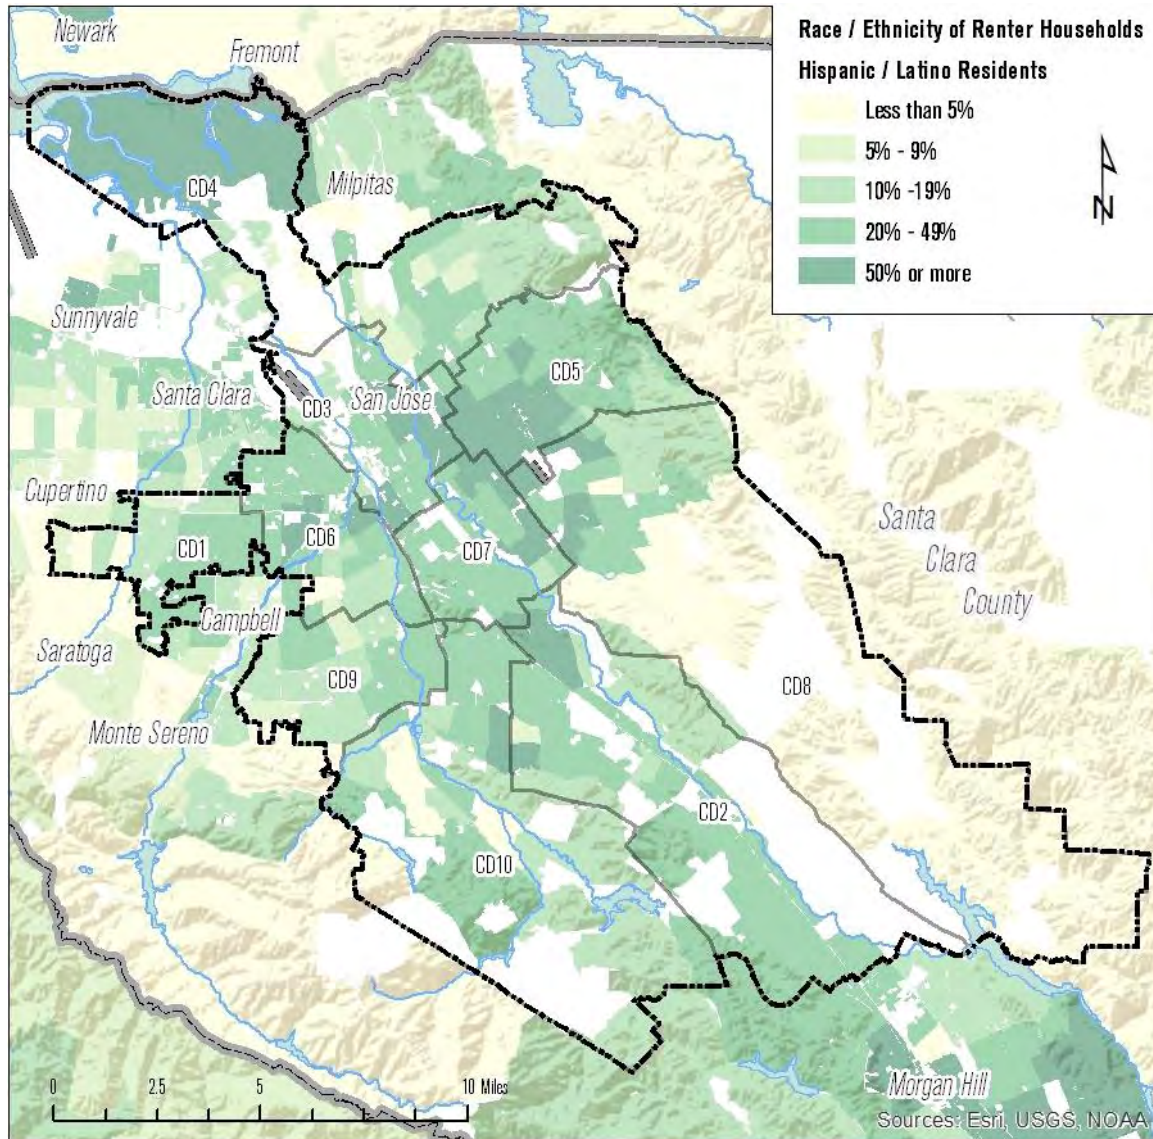 Race / Ethnicity of Renter Households
Hispanic / Latino Residents
Less than 5%
5% - 9%
10% -19%
20% - 49%
50% or more
N
Newark
Fremont
CD4
Milpitas
Sunnyvale
CD5
Santa Clara
CD3
San Jose
Cupertino
Santa
Clara
County
CD1
CD6
CD7
Campbell
Saratoga
CD9
CD8
Monte Sereno
CD2
CD10
Morgan Hill
0 2.5 5 10 Miles
Sources: Esri, USGS, NOAA